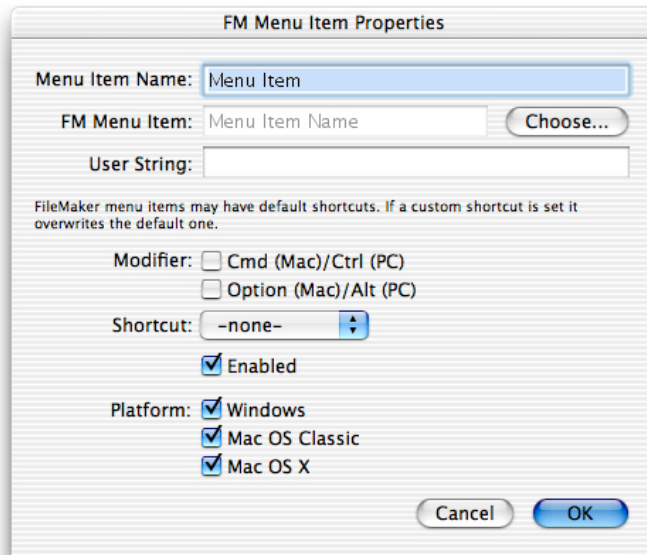 FM Menu Item Properties
Menu Item Name: Menu Item
FM Menu Item: Menu Item Name Choose...
User String:
FileMaker menu items may have default shortcuts. If a custom shortcut is set it
overwrites the default one.
Modifier: Cmd (Mac)/Ctrl (PC)
Option (Mac)/Alt (PC)
Shortcut: -none-
Enabled
Platform: Windows
Mac OS Classic
Mac OS X
Cancel OK